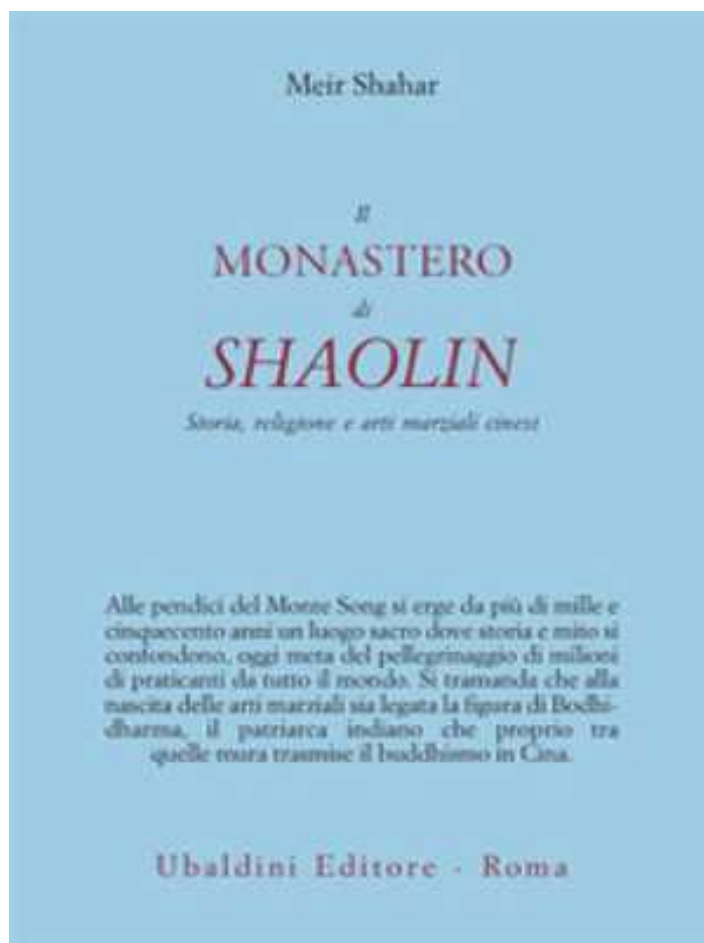 Meir Shahar
Il
MONASTERO
di
SHAOLIN
Storia, religione e arti marziali cinesi
Alle pendici del Monte Song si erge da più di mille e
cinquecento anni un luogo sacro dove storia e mito si
confondono, oggi meta del pellegrinaggio di milioni
di praticanti da tutto il mondo. Si tramanda che alla
nascita delle arti marziali sia legata la figura di Bodhi-
dharma, il patriarca indiano che proprio tra
quelle mura trasmise il buddhismo in Cina.
Ubaldini Editore - Roma